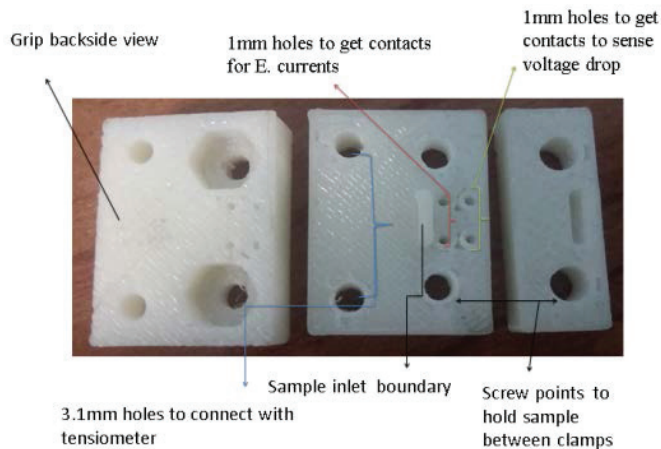 Grip backside view
1mm holes to get contacts
for E. currents
1mm holes to get
contacts to sense
voltage drop
3.1mm holes to connect with
tensiometer
Sample inlet boundary
Screw points to
hold sample
between clamps